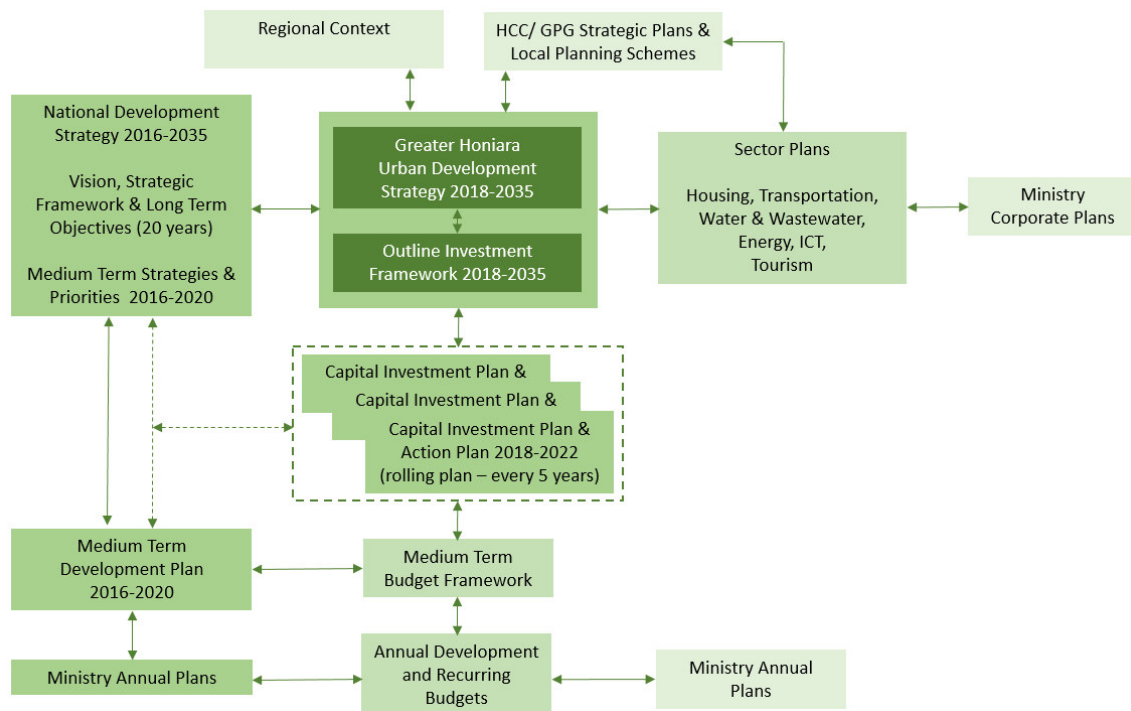 Regional Context
HCC/ GPG Strategic Plans &
Local Planning Schemes
National Development
Strategy 2016-2035
Vision, Strategic
Framework & Long Term
Objectives (20 years)
Medium Term Strategies &
Priorities 2016-2020
Greater Honiara
Urban Development
Strategy 2018-2035
Outline Investment
Framework 2018-2035
Sector Plans
Housing, Transportation,
Water & Wastewater,
Energy, ICT,
Tourism
Ministry
Corporate Plans
Capital Investment Plan &
Capital Investment Plan &
Capital Investment Plan &
Action Plan 2018-2022
(rolling plan – every 5 years)
Medium Term
Development Plan
2016-2020
Medium Term
Budget Framework
Ministry Annual Plans
Annual Development
and Recurring
Budgets
Ministry Annual
Plans